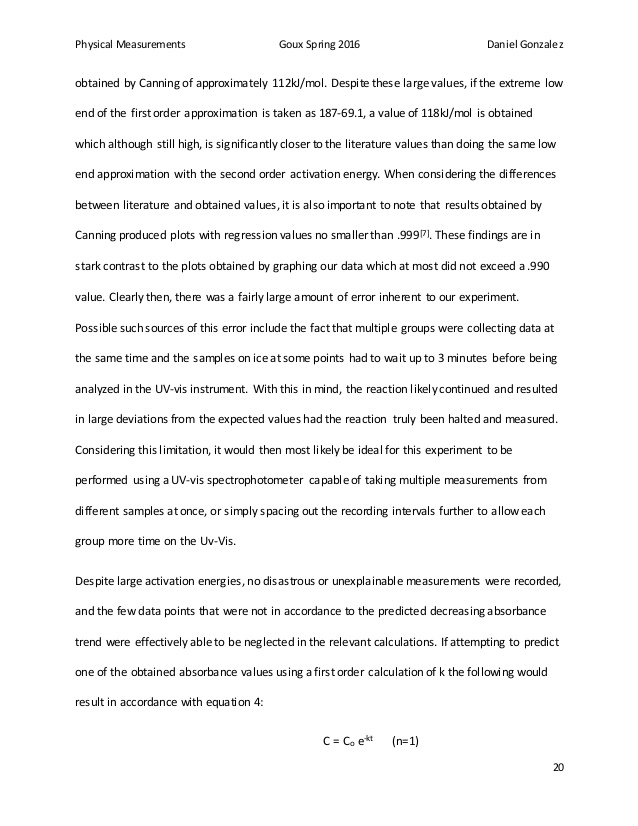 Physical Measurements Goux Spring 2016 Daniel Gonzalez
obtained by Canning of approximately 112kJ/mol. Despite these large values, if the extreme low
end of the first order approximation is taken as 187-69.1, a value of 118kJ/mol is obtained
which although still high, is significantly closer to the literature values than doing the same low
end approximation with the second order activation energy. When considering the differences
between literature and obtained values, it is also important to note that results obtained by
Canning produced plots with regression values no smaller than .999[7]. These findings are in
stark contrast to the plots obtained by graphing our data which at most did not exceed a .990
value. Clearly then, there was a fairly large amount of error inherent to our experiment.
Possible such sources of this error include the fact that multiple groups were collecting data at
the same time and the samples on ice at some points had to wait up to 3 minutes before being
analyzed in the UV-vis instrument. With this in mind, the reaction likely continued and resulted
in large deviations from the expected values had the reaction truly been halted and measured.
Considering this limitation, it would then most likely be ideal for this experiment to be
performed using a UV-vis spectrophotometer capable of taking multiple measurements from
different samples at once, or simply spacing out the recording intervals further to allow each
group more time on the Uv-Vis.
Despite large activation energies, no disastrous or unexplainable measurements were recorded,
and the few data points that were not in accordance to the predicted decreasing absorbance
trend were effectively able to be neglected in the relevant calculations. If attempting to predict
one of the obtained absorbance values using a first order calculation of k the following would
result in accordance with equation 4:
C = Co e-kt (n=1)
20